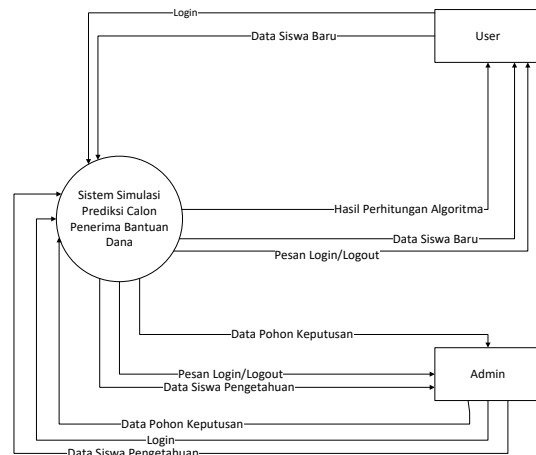 Login
User
Data Siswa Baru
Sistem Simulasi
Prediksi Calon
Penerima Bantuan
Dana
Hasil Perhitungan Algoritma
Data Siswa Baru
Pesan Login/Logout
Data Pohon Keputusan
Pesan Login/Logout
Admin
Data Siswa Pengetahuan
Data Pohon Keputusan
Login
Data Siswa Pengetahuan